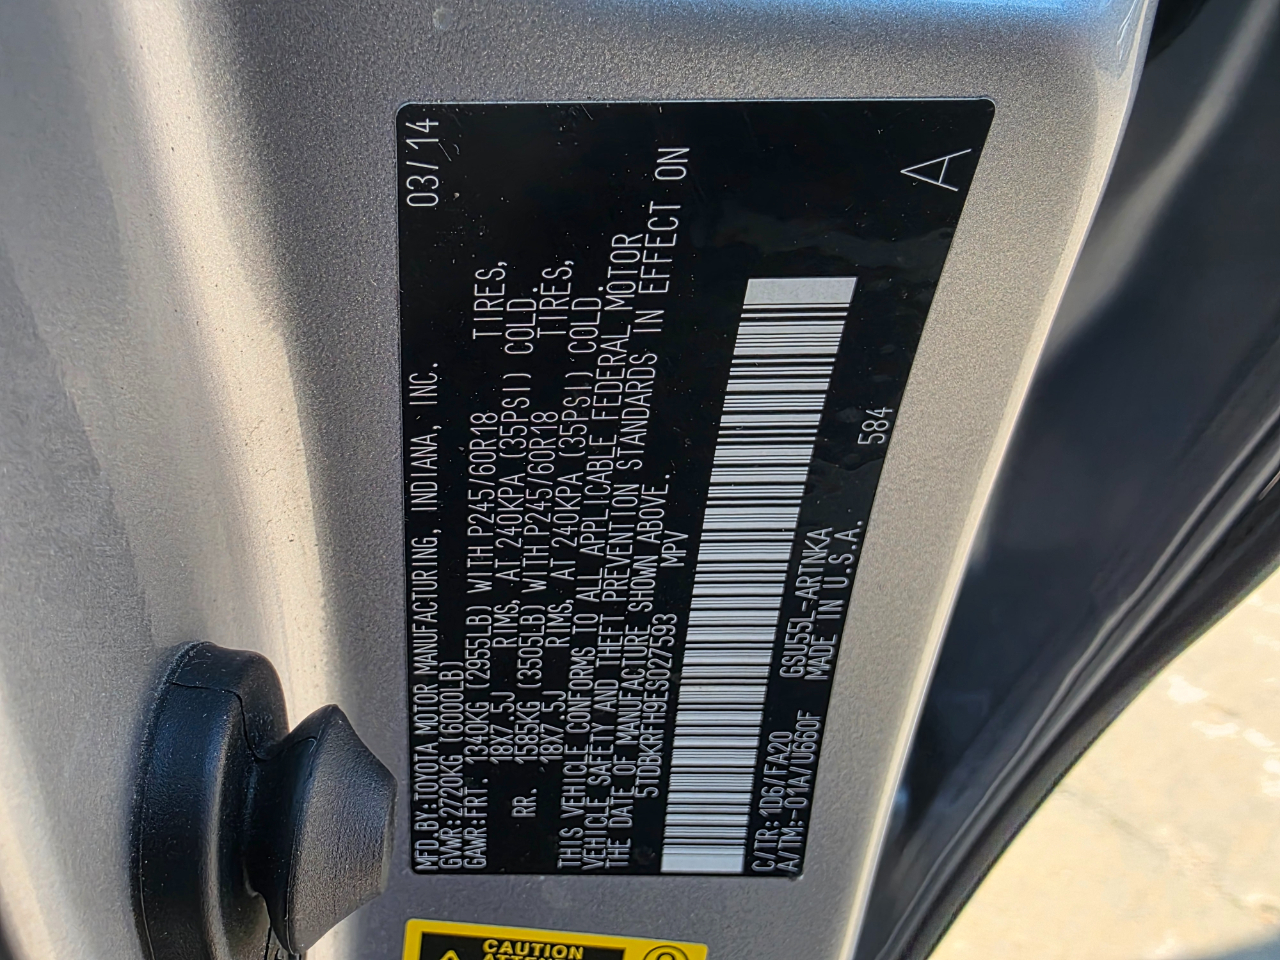 MFD.BY:TOYOTA MOTOR MANUFACTURING, INDIANA, INC. 03/14
GVWR:2720KG (6000LB)
GAWR:FRT. 1340KG (2955LB) WITH P245/60R18 TIRES,
18X7.5J RIMS, AT 240KPA (35PSI) COLD.
RR. 1585KG (3505LB) WITH P245/60R18 TIRES,
18X7.5J RIMS, AT 240KPA (35PSI) COLD.
THIS VEHICLE CONFORMS TO ALL APPLICABLE FEDERAL MOTOR
VEHICLE SAFETY AND THEFT PREVENTION STANDARDS IN EFFECT ON
THE DATE OF MANUFACTURE SHOWN ABOVE.
5TDBKRFH9ES027593 MPV
584
C/TR:1D6/FA20 GSU55L-ARTNKA
A/TM:-01A/U660F MADE IN U.S.A.
A
CAUTION